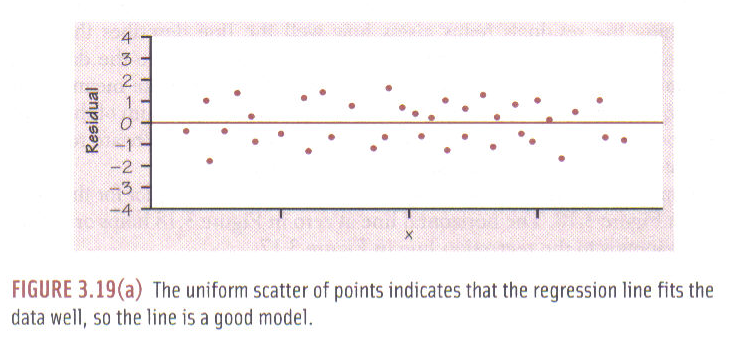 4
3
2
1
0
-1
-2
-3
-4
Residual
x
FIGURE 3.19(a) The uniform scatter of points indicates that the regression line fits the
data well, so the line is a good model.